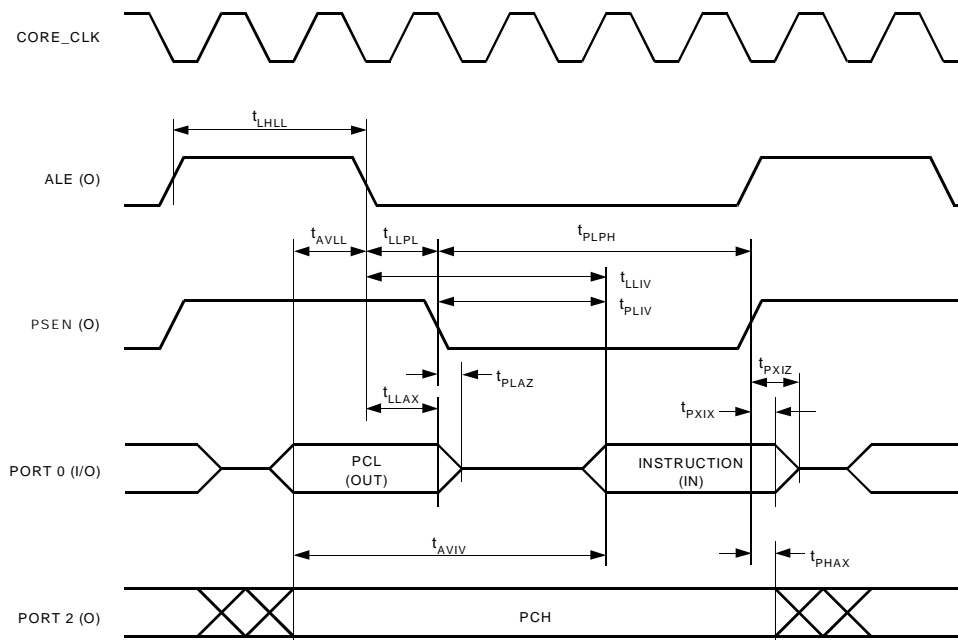 CORE_CLK
tLHLL
ALE (O)
tAVLL
tLLPL
tPLPH
tLLIV
tPLIV
PSEN (O)
tPLAZ
tPXIZ
tLLAX
tPXIX
PORT 0 (I/O)
PCL
(OUT)
INSTRUCTION
(IN)
tAVIV
tPHAX
PORT 2 (O)
PCH